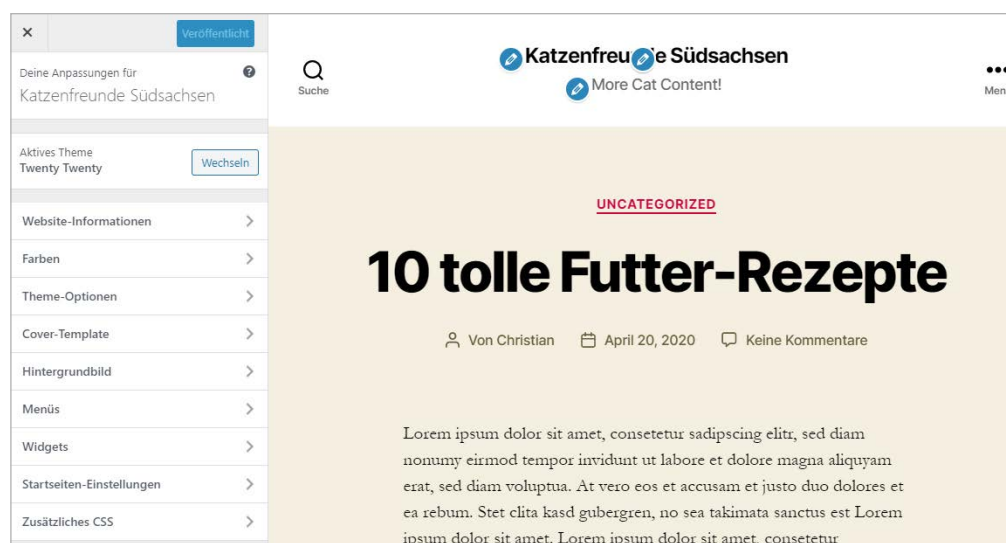 Veröffentlicht
Deine Anpassungen für
Katzenfreunde Südsachsen
Aktives Theme
Twenty Twenty
Wechseln
Website-Informationen
Farben
Theme-Optionen
Cover-Template
Hintergrundbild
Menüs
Widgets
Startseiten-Einstellungen
Zusätzliches CSS
Suche
Katzenfreunde Südsachsen
More Cat Content!
Men
UNCATEGORIZED
10 tolle Futter-Rezepte
Von Christian April 20, 2020 Keine Kommentare
Lorem ipsum dolor sit amet, consetetur sadipscing elitr, sed diam
nonumy eirmod tempor invidunt ut labore et dolore magna aliquyam
erat, sed diam voluptua. At vero eos et accusam et justo duo dolores et
ea rebum. Stet clita kasd gubergren, no sea takimata sanctus est Lorem
ipsum dolor sit amet. Lorem ipsum dolor sit amet, consetetur